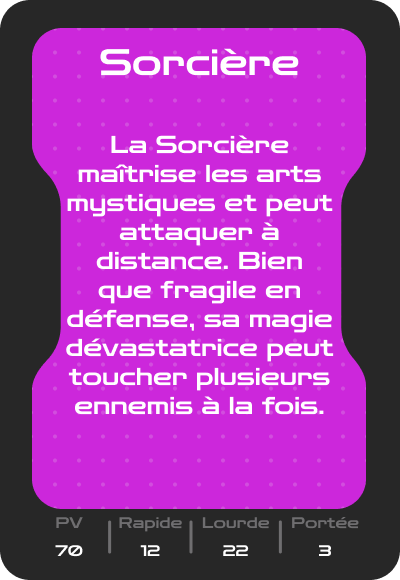 Sorcière
La Sorcière
maîtrise les arts
mystiques et peut
attaquer à
distance. Bien
que fragile en
défense, sa magie
dévastatrice peut
toucher plusieurs
ennemis à la fois.
PV Rapide Lourde Portée
70 12 22 3